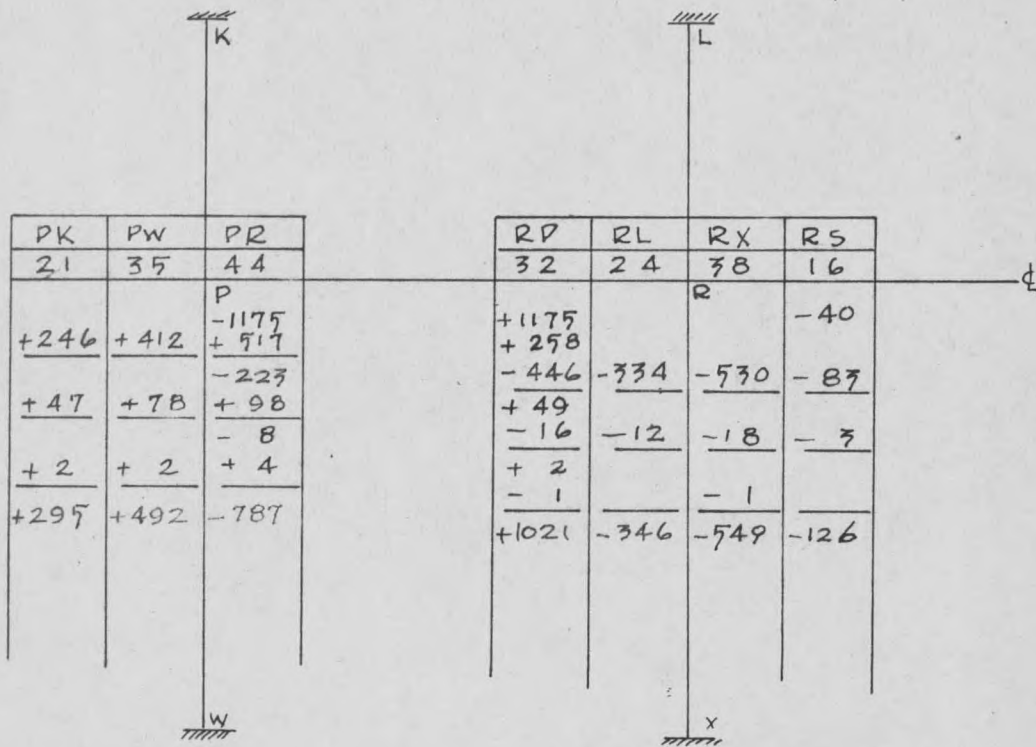 K L
PK PW PR RP RL RX RS
21 35 44 32 24 38 16
P R ℄
-1175 +1175 -40
+246 +412 +517 +258
-223 -446 -334 -530 -83
+47 +78 +98 +49
-8 -16 -12 -18 -3
+2 +2 +4 +2
-1 -1
+295 +492 -787 +1021 -346 -549 -126
W X